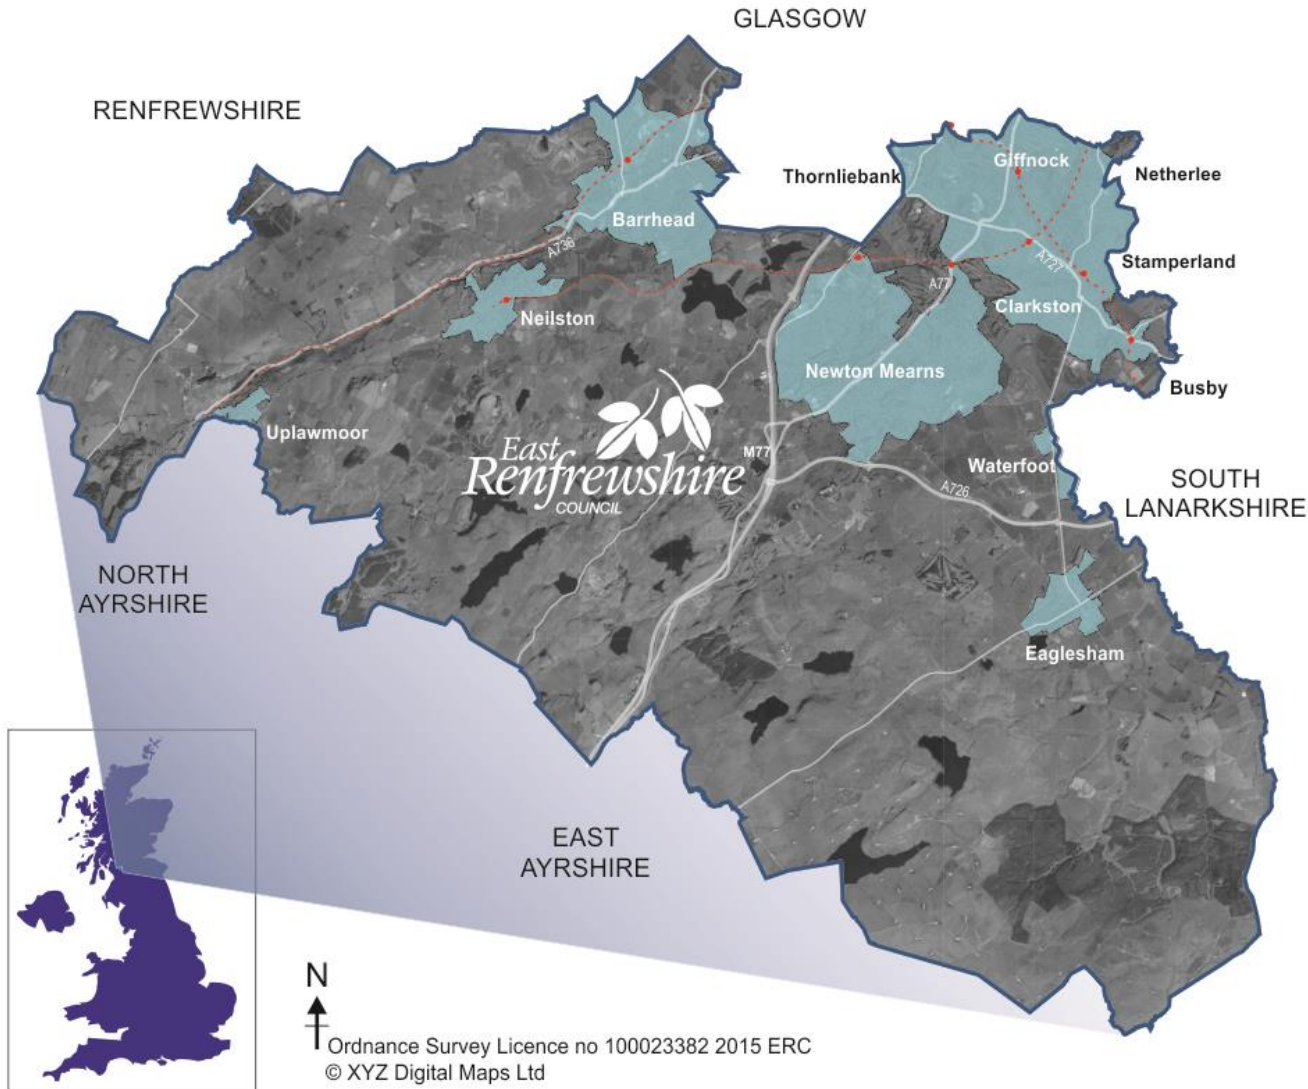 GLASGOW
RENFREWSHIRE
Thornliebank
Giffnock
Netherlee
Barrhead
A736
Stamperland
A727
A77
Clarkston
Neilston
Newton Mearns
Busby
Uplawmoor
East
Renfrewshire
COUNCIL
M77
Waterfoot
A726
SOUTH
LANARKSHIRE
NORTH
AYRSHIRE
Eaglesham
EAST
AYRSHIRE
N
Ordnance Survey Licence no 100023382 2015 ERC
© XYZ Digital Maps Ltd